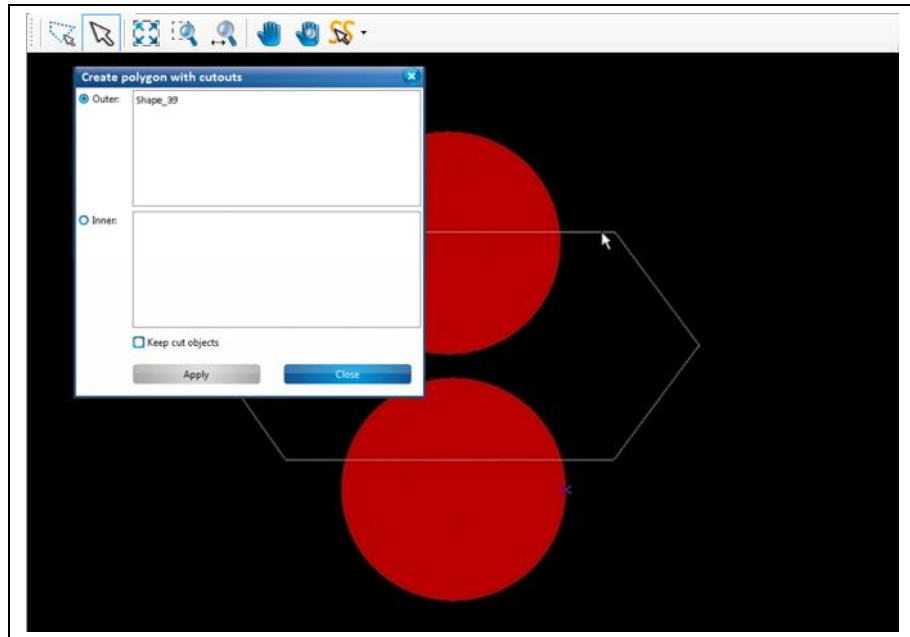 Create polygon with cutouts
Outer:
Shape_39
Inner:
Keep cut objects
Apply
Close